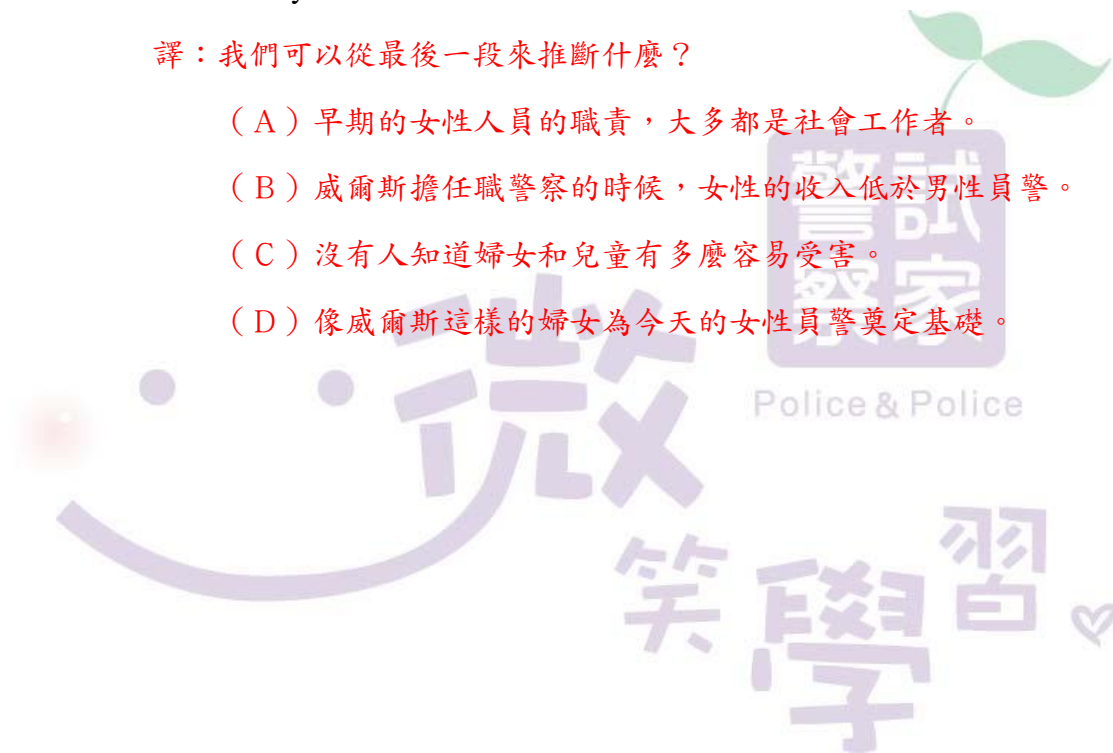 譯：我們可以從最後一段來推斷什麼？
（A）早期的女性人員的職責，大多都是社會工作者。
（B）威爾斯擔任職警察的時候，女性的收入低於男性員警。
（C）沒有人知道婦女和兒童有多麼容易受害。
（D）像威爾斯這樣的婦女為今天的女性員警奠定基礎。
警試
察家
Police & Police
微
笑學習